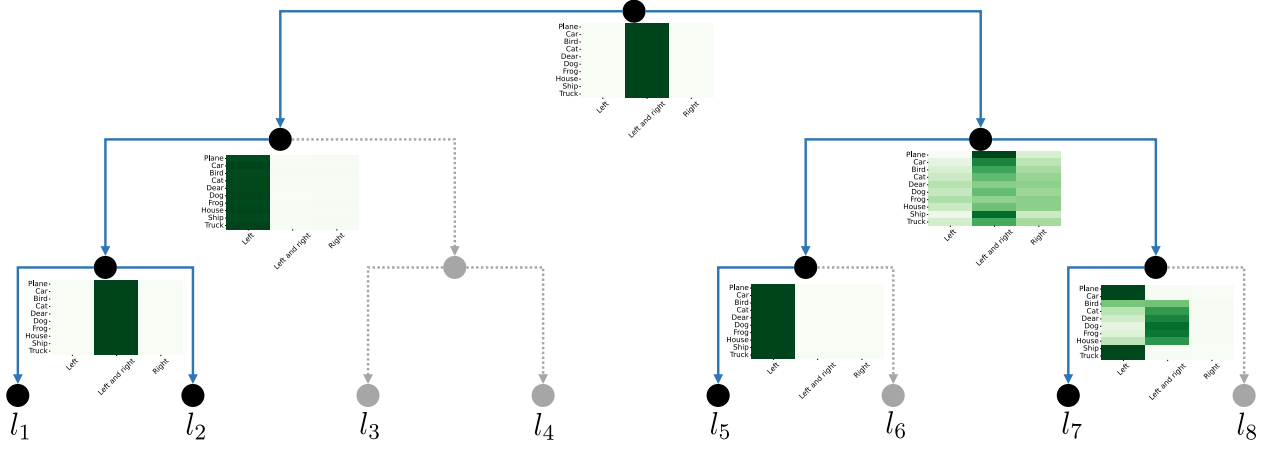 Plane
Car
Bird
Cat
Dear
Dog
Frog
House
Ship
Truck
Left
Left and right
Right
Plane
Car
Bird
Cat
Dear
Dog
Frog
House
Ship
Truck
Left
Left and right
Right
Plane
Car
Bird
Cat
Dear
Dog
Frog
House
Ship
Truck
Left
Left and right
Right
Plane
Car
Bird
Cat
Dear
Dog
Frog
House
Ship
Truck
Left
Left and right
Right
Plane
Car
Bird
Cat
Dear
Dog
Frog
House
Ship
Truck
Left
Left and right
Right
Plane
Car
Bird
Cat
Dear
Dog
Frog
House
Ship
Truck
Left
Left and right
Right
l1 l2 l3 l4 l5 l6 l7 l8